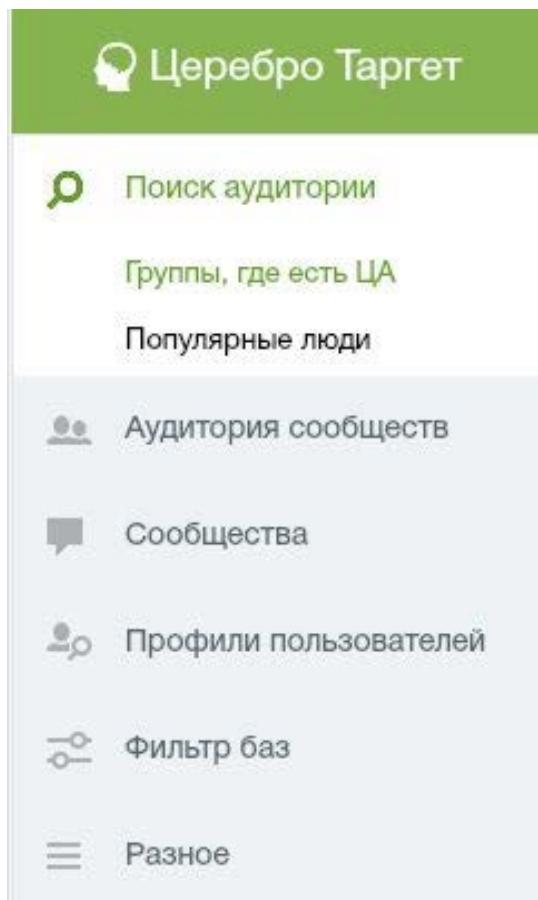 Церебро Таргет
Поиск аудитории
Группы, где есть ЦА
Популярные люди
Аудитория сообществ
Сообщества
Профили пользователей
Фильтр баз
Разное